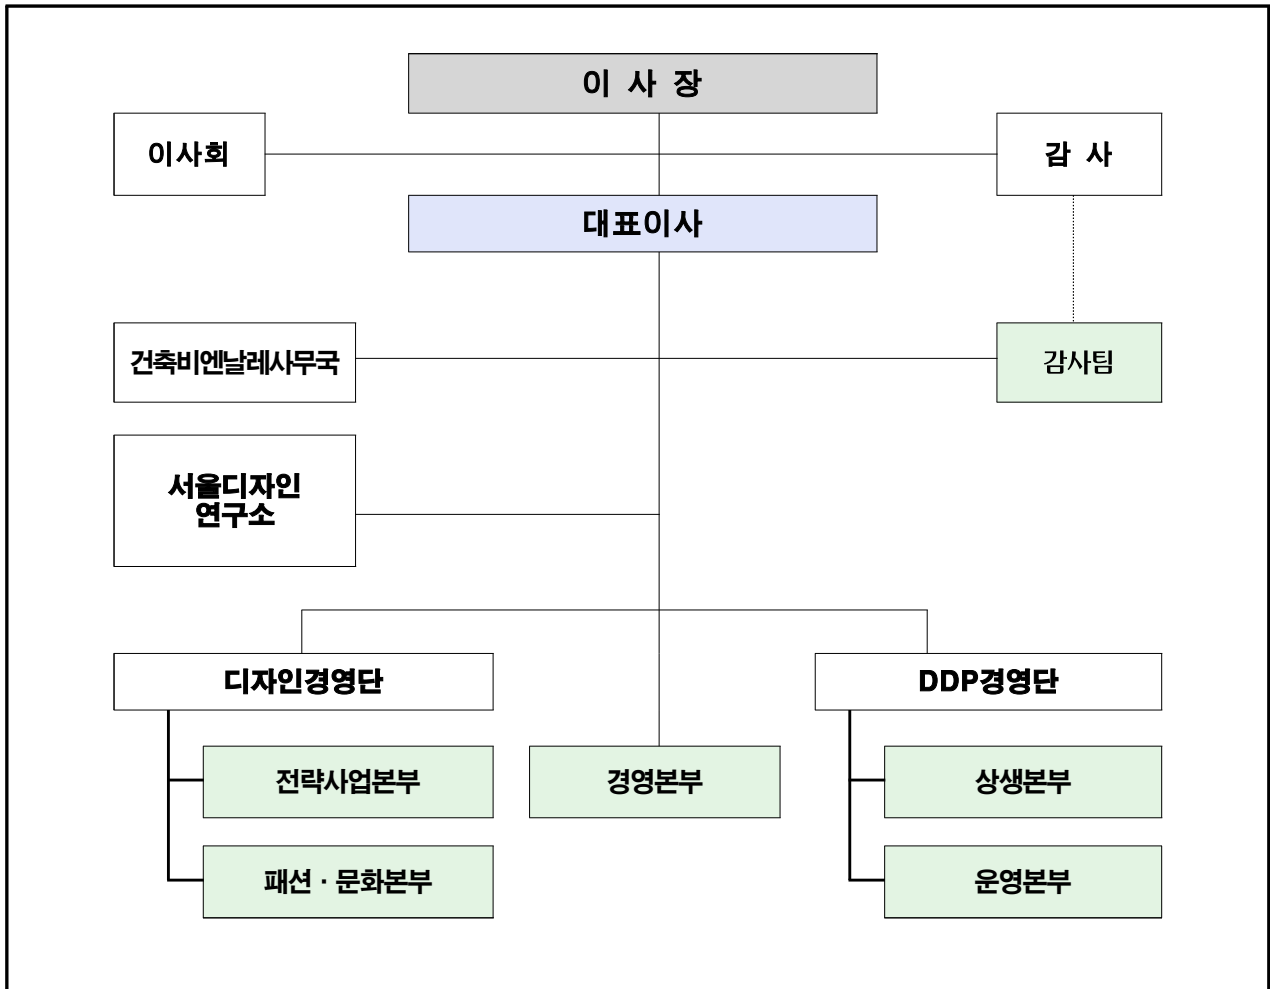 이 사 장
이사회
감 사
대표이사
건축비엔날레사무국
감사팀
서울디자인
연구소
디자인경영단
DDP경영단
전략사업본부
경영본부
상생본부
패션 · 문화본부
운영본부